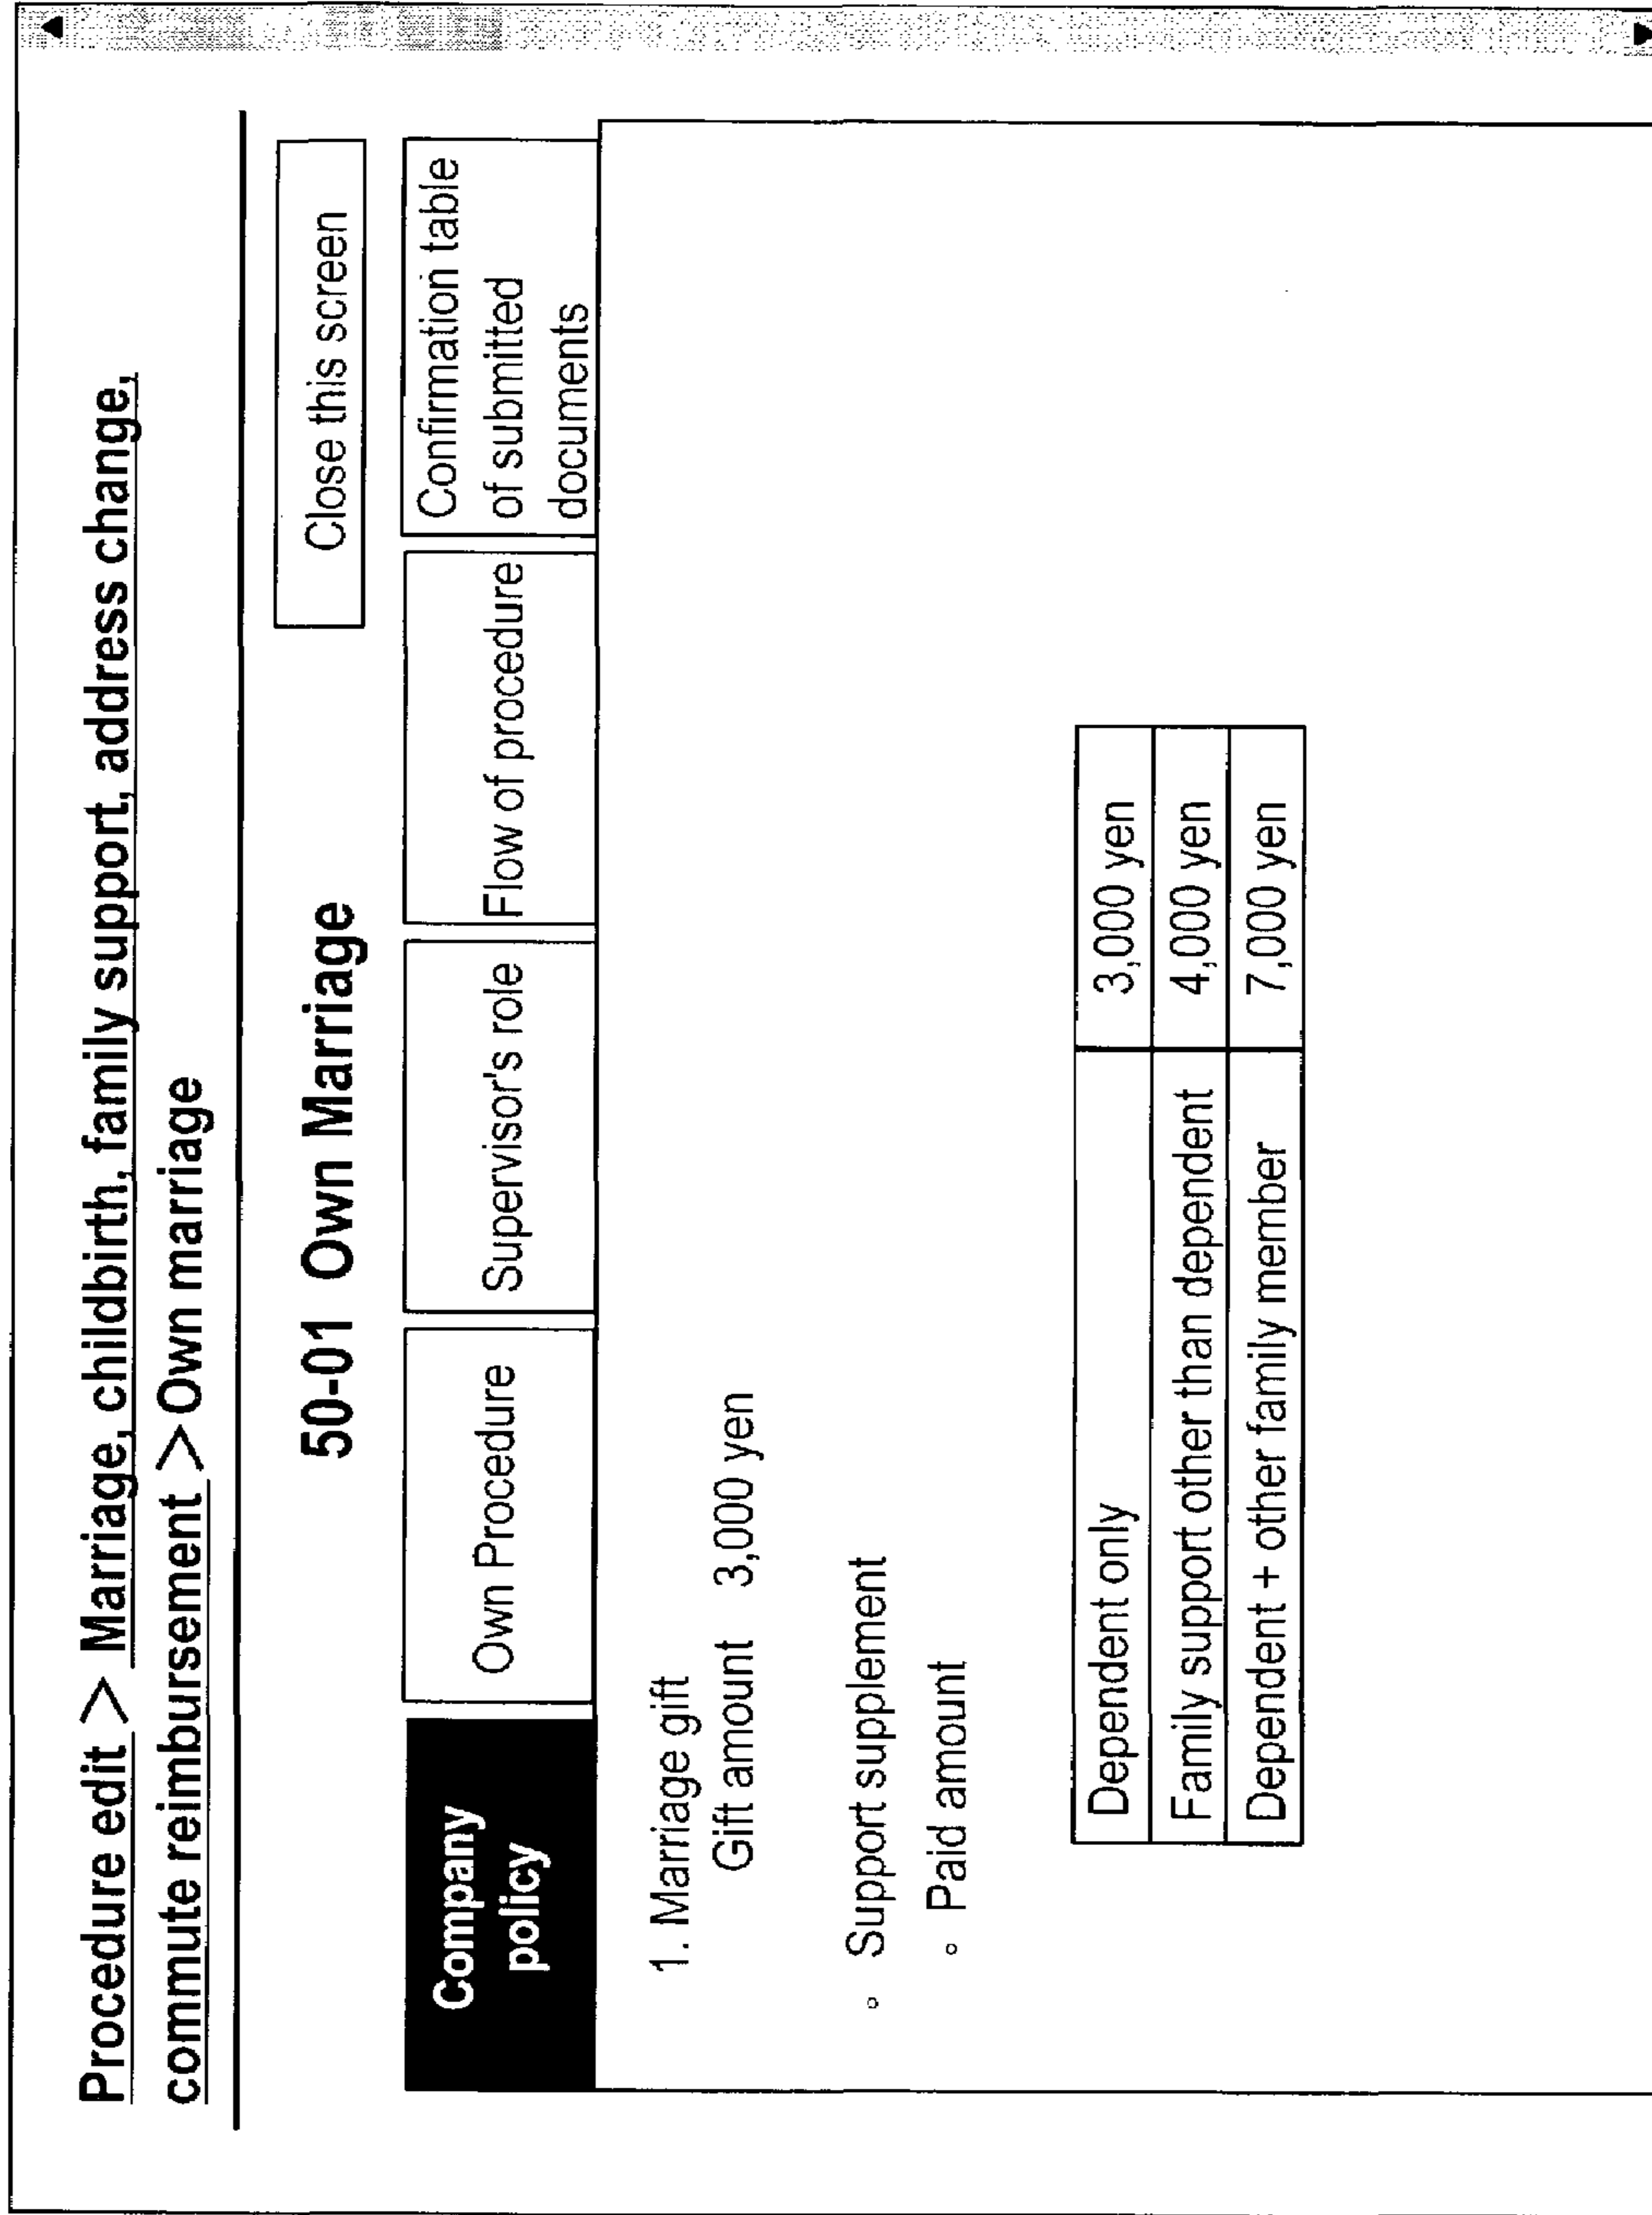 Procedure edit > Marriage, childbirth, family support, address change,
commute reimbursement >Own marriage
50-01 Own Marriage
Close this screen
Company
policy
Own Procedure
Supervisor's role
Flow of procedure
Confirmation table
of submitted
documents
1. Marriage gift
Gift amount 3,000 yen
◦ Support supplement
◦ Paid amount
Dependent only 3,000 yen
Family support other than dependent 4,000 yen
Dependent + other family member 7,000 yen